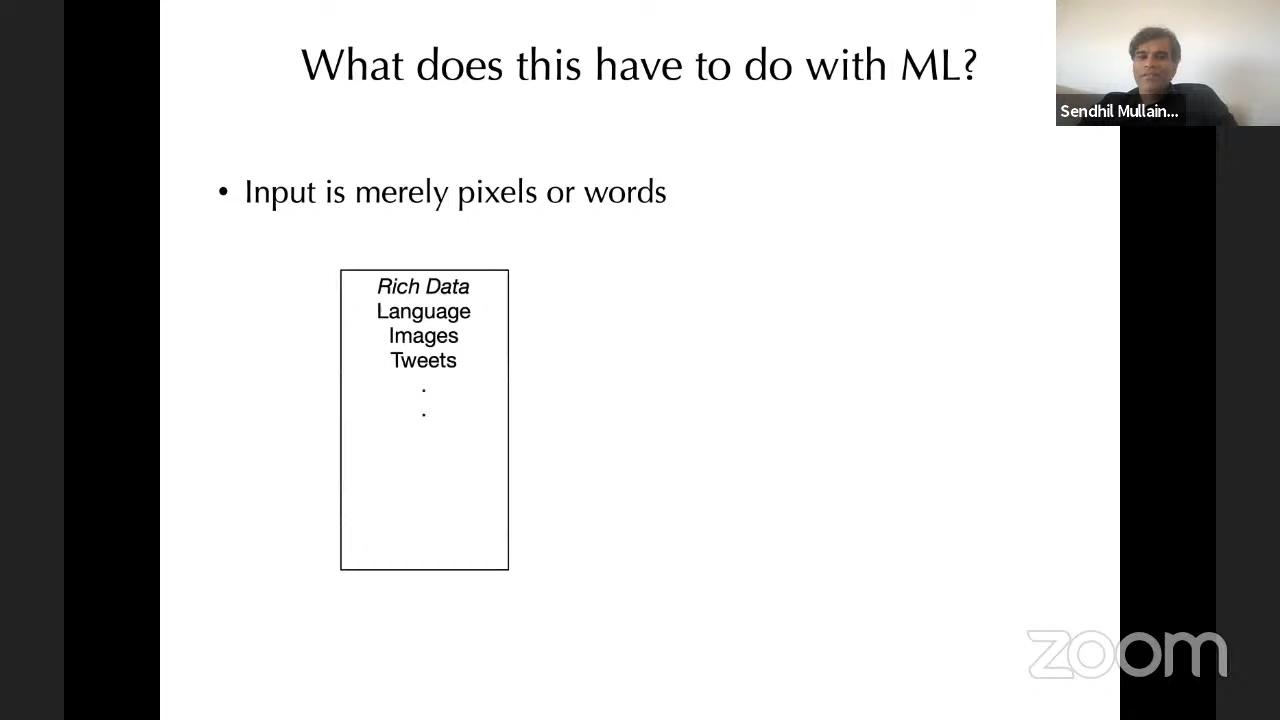 What does this have to do with ML?
Sendhil Mullain...
• Input is merely pixels or words
Rich Data
Language
Images
Tweets
.
.
zoom